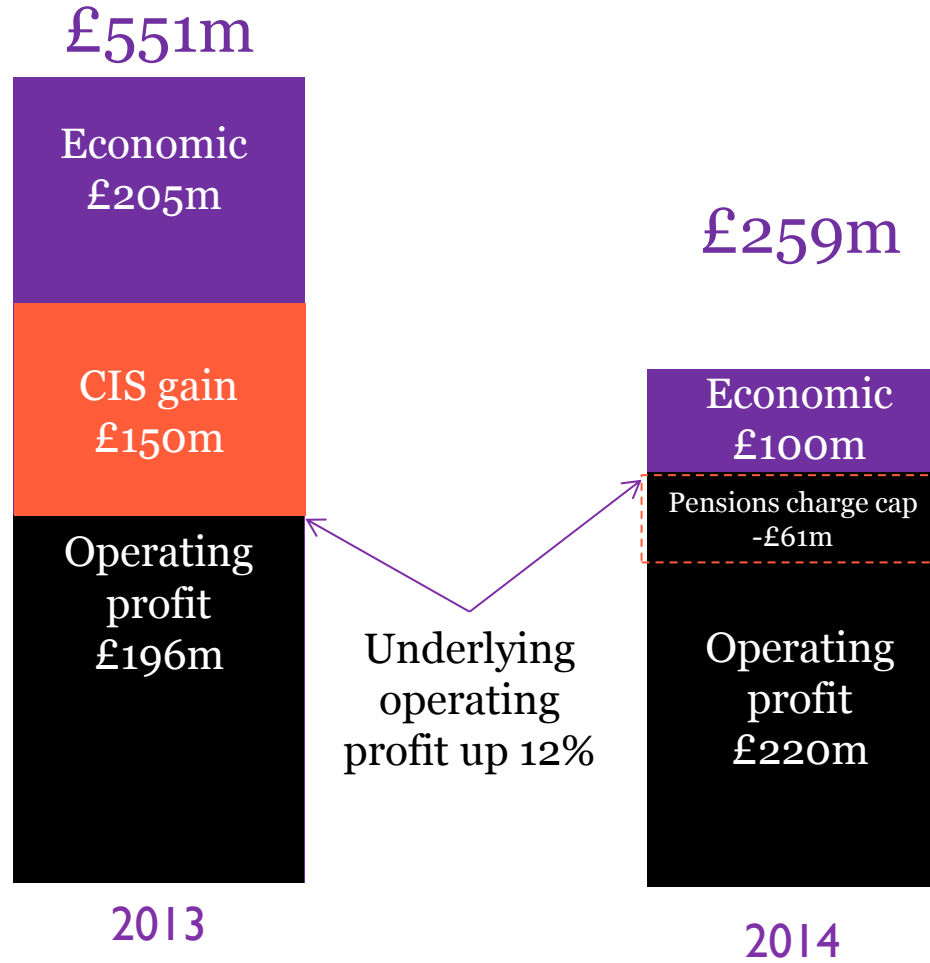 £551m
Economic
£205m
CIS gain
£150m
Operating
profit
£196m
2013
Underlying
operating
profit up 12%
£259m
Economic
£100m
Pensions charge cap
-£61m
Operating
profit
£220m
2014